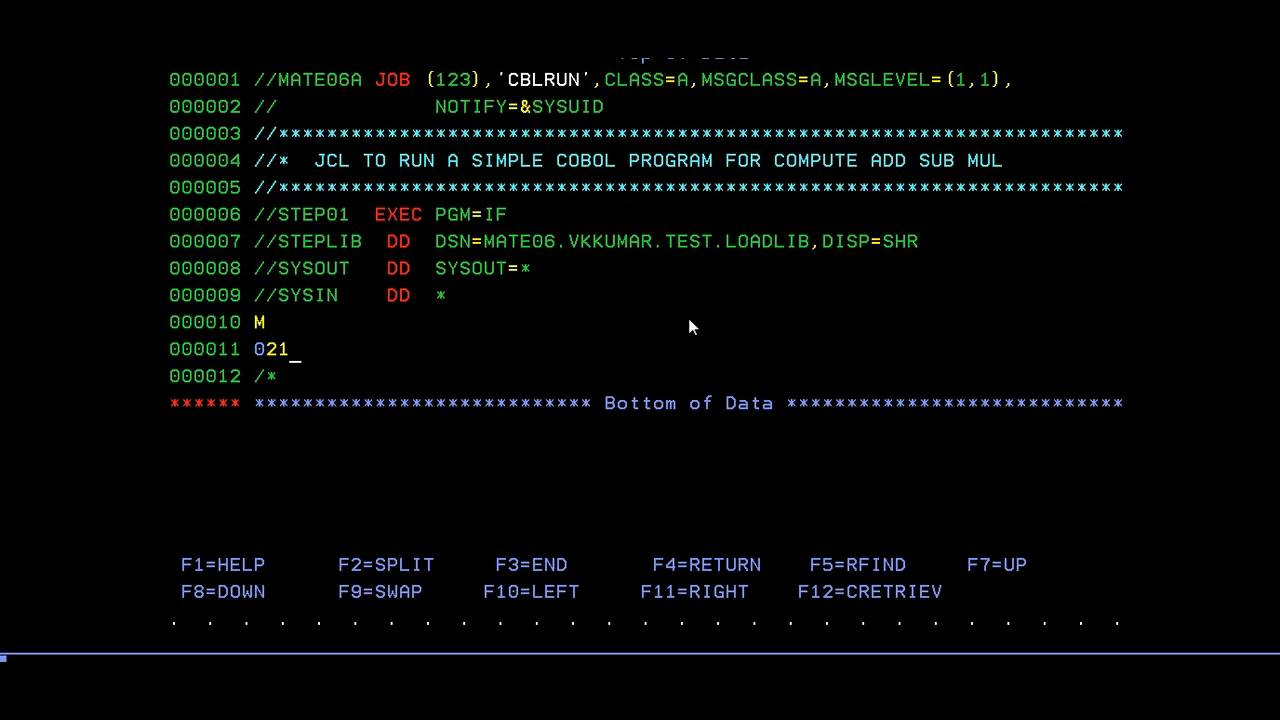 Top of Data
000001 //MATE06A JOB (123),'CBLRUN',CLASS=A,MSGCLASS=A,MSGLEVEL=(1,1),
000002 //             NOTIFY=&SYSUID
000003 //**********************************************************************
000004 //*  JCL TO RUN A SIMPLE COBOL PROGRAM FOR COMPUTE ADD SUB MUL
000005 //**********************************************************************
000006 //STEP01  EXEC PGM=IF
000007 //STEPLIB  DD  DSN=MATE06.VKKUMAR.TEST.LOADLIB,DISP=SHR
000008 //SYSOUT   DD  SYSOUT=*
000009 //SYSIN    DD  *
000010 M
000011 021_
000012 /*
****** **************************** Bottom of Data ****************************
F1=HELP      F2=SPLIT     F3=END       F4=RETURN    F5=RFIND     F7=UP
F8=DOWN      F9=SWAP     F10=LEFT     F11=RIGHT    F12=CRETRIEV